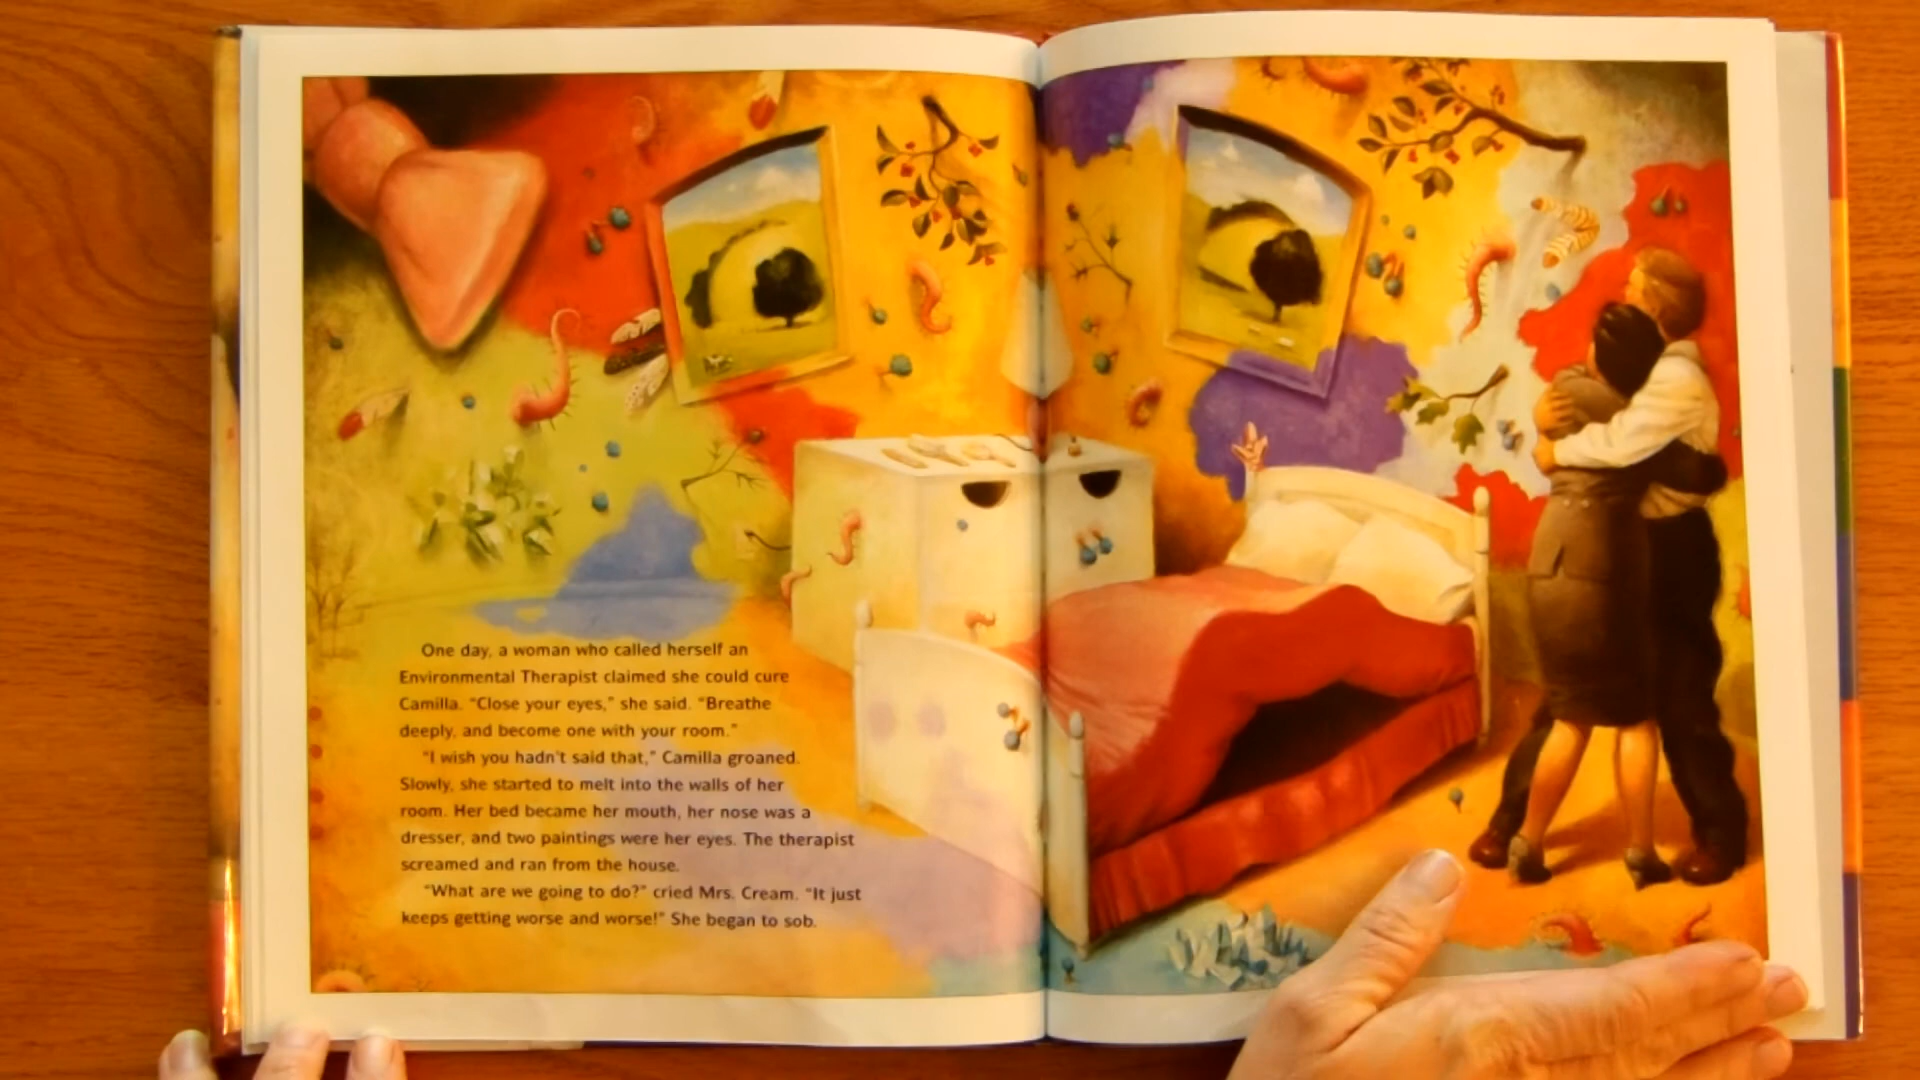 One day, a woman who called herself an
Environmental Therapist claimed she could cure
Camilla. “Close your eyes,” she said. “Breathe
deeply, and become one with your room.”
“I wish you hadn't said that,” Camilla groaned.
Slowly, she started to melt into the walls of her
room. Her bed became her mouth, her nose was a
dresser, and two paintings were her eyes. The therapist
screamed and ran from the house.
“What are we going to do?” cried Mrs. Cream. “It just
keeps getting worse and worse!” She began to sob.